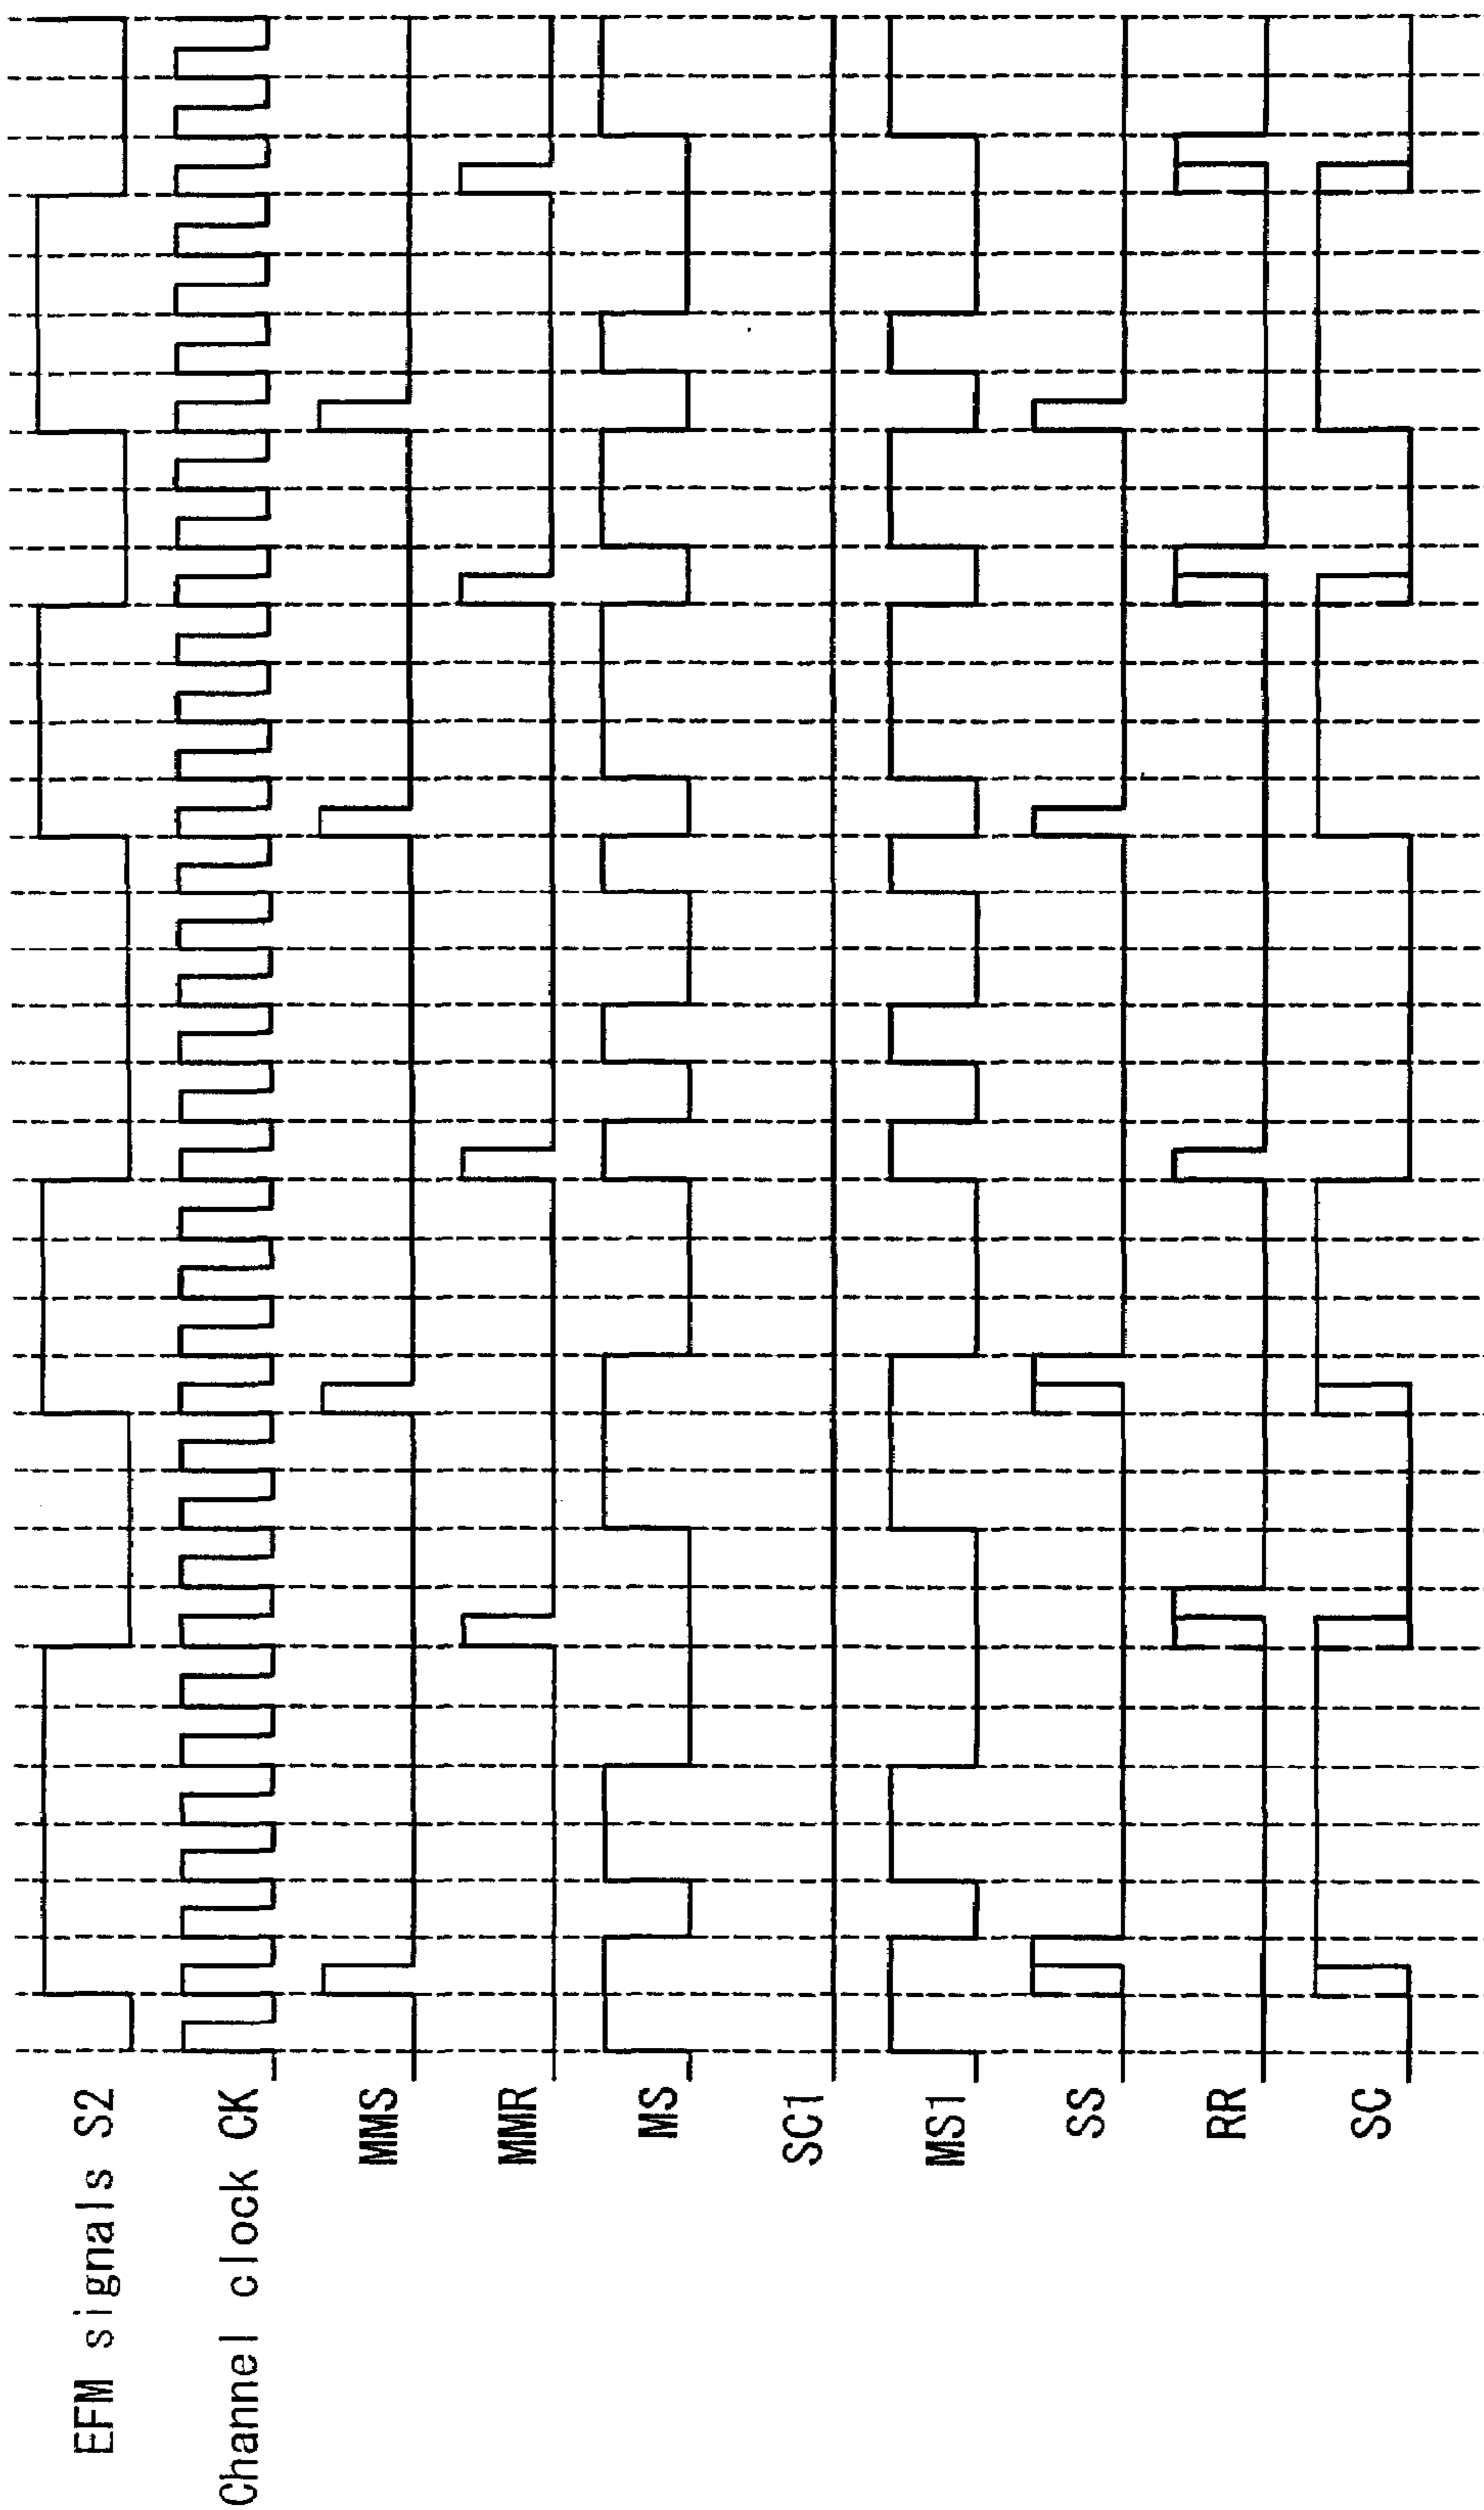 EFM signals S2
Channel clock CK
MMS
MMR
MS
SC1
MS1
SS
RR
SC